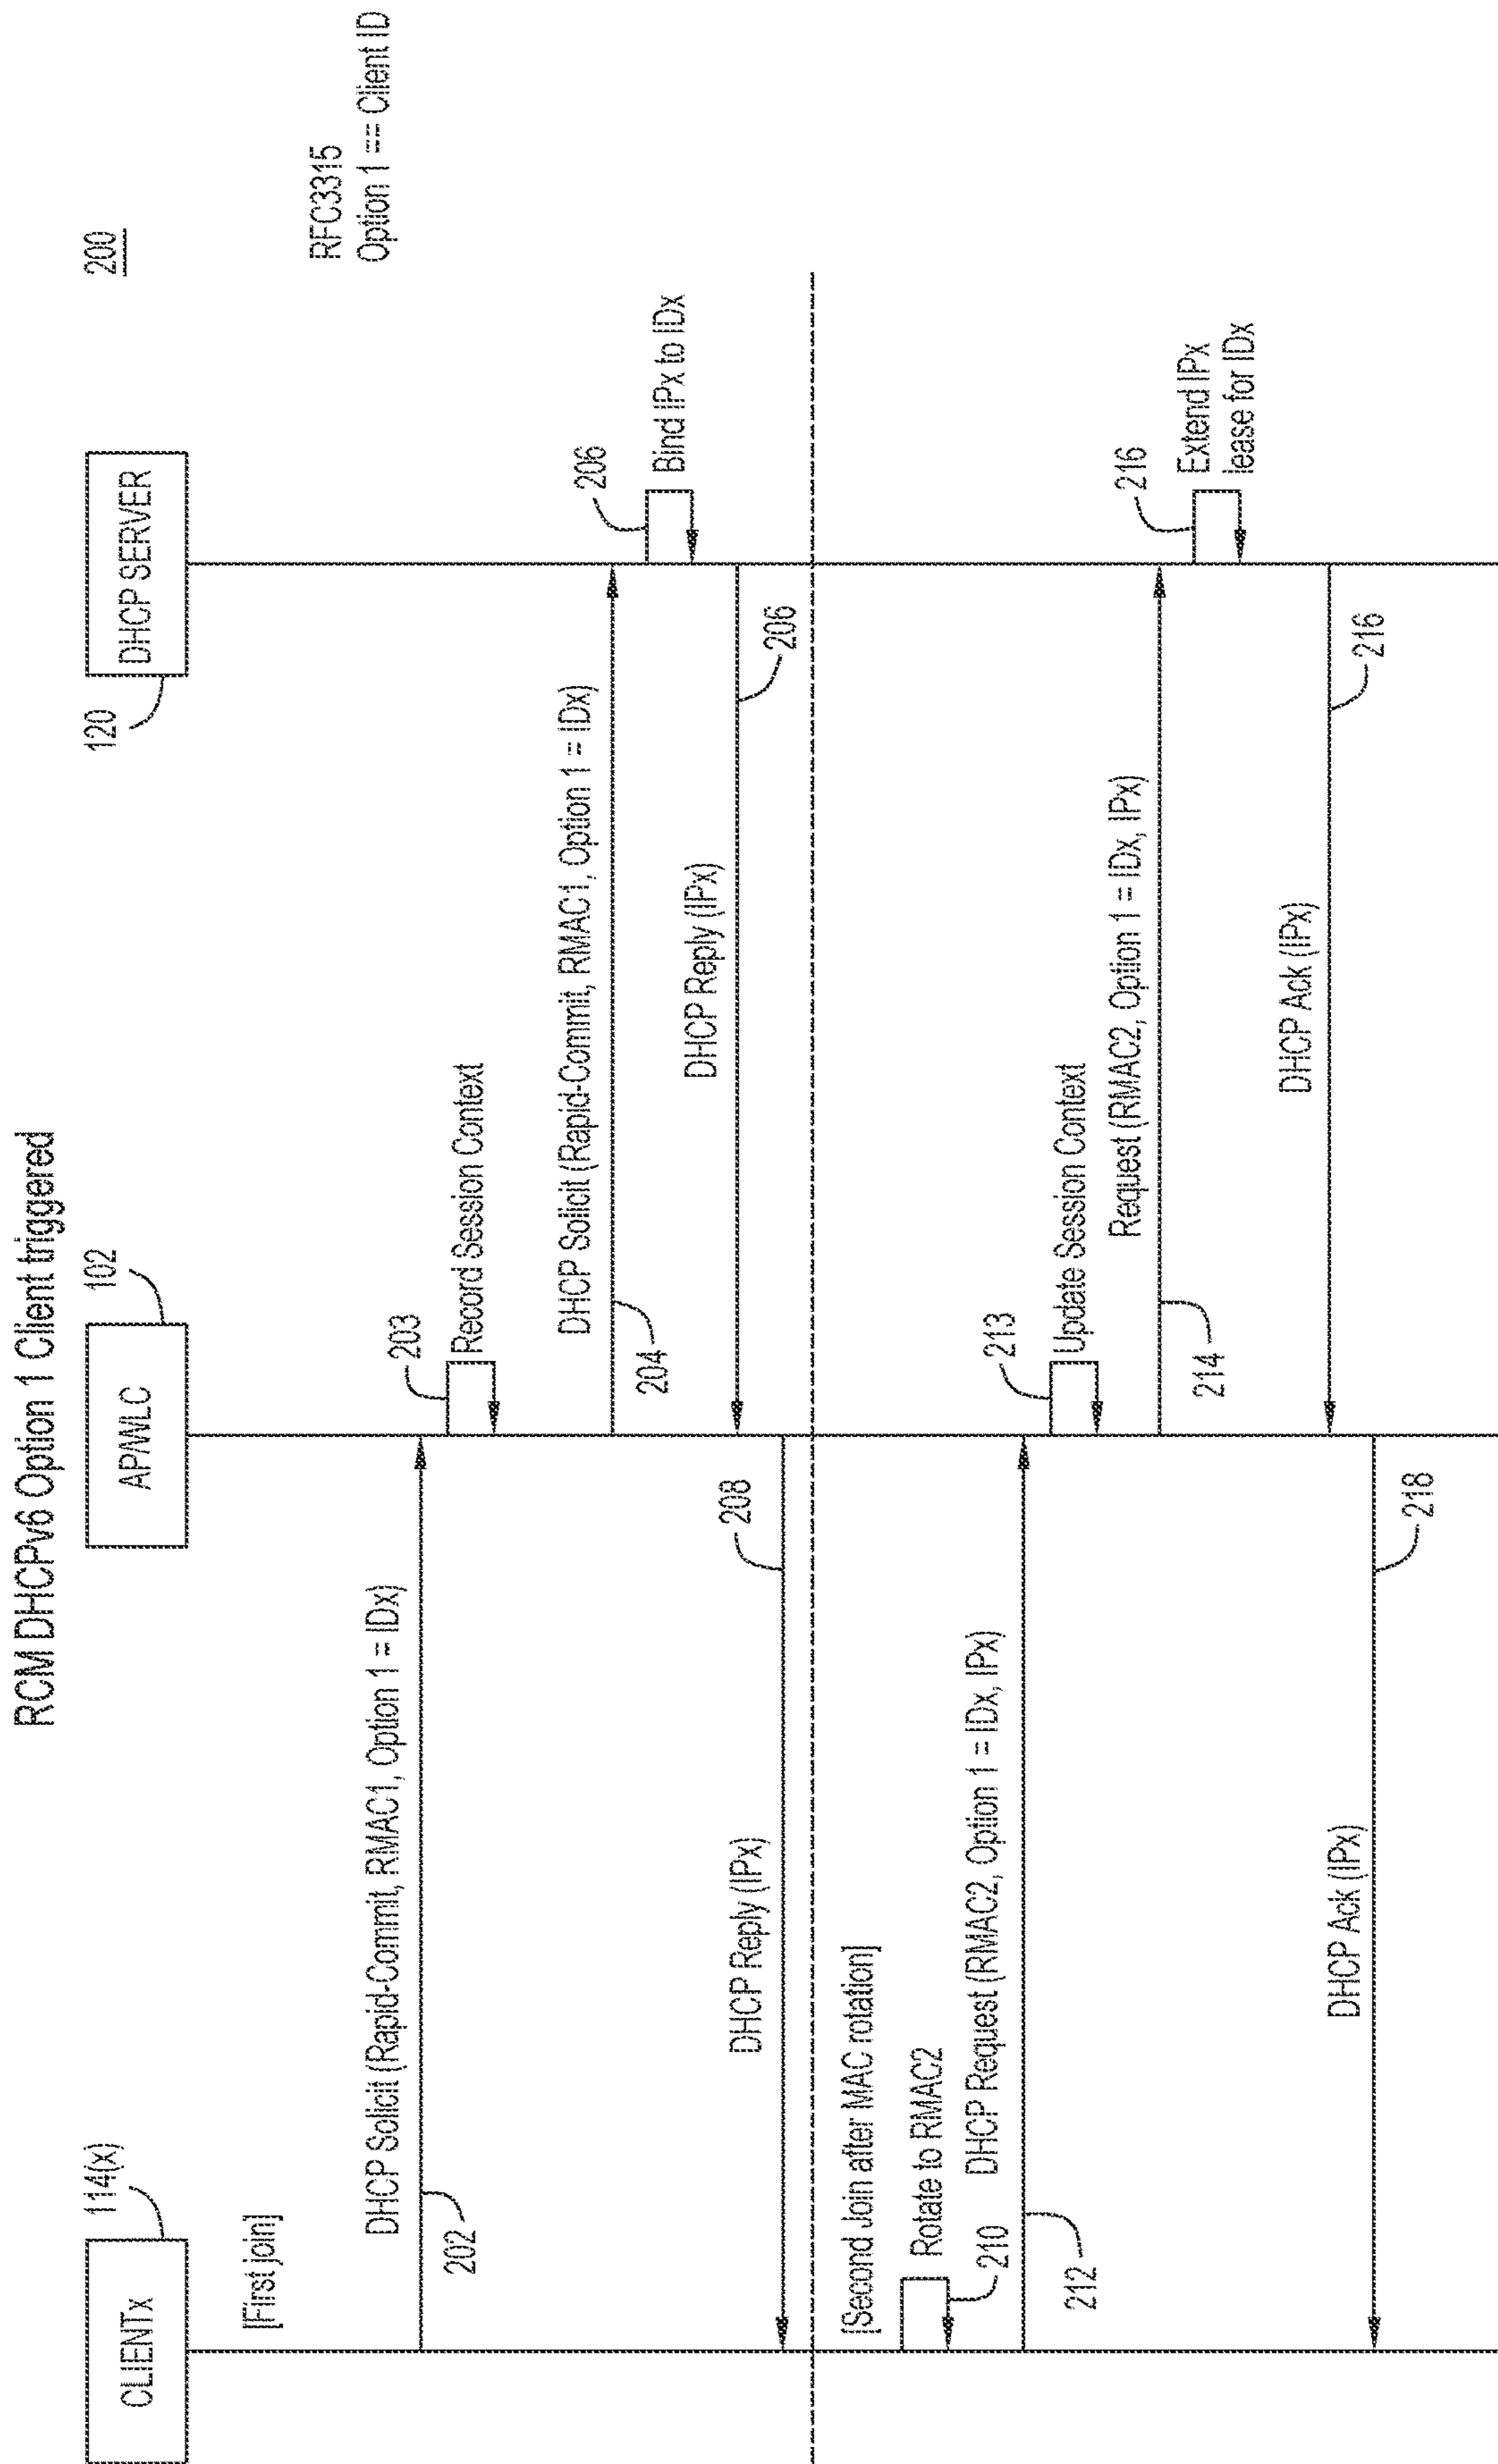 RCM DHCPv6 Option 1 Client triggered
200
RFC3315
Option 1 == Client ID
114(x)
CLIENTx
102
AP/WLC
120
DHCP SERVER
[First join]
DHCP Solicit (Rapid-Commit, RMAC1, Option 1 = IDx)
202
203
Record Session Context
DHCP Solicit (Rapid-Commit, RMAC1, Option 1 = IDx)
204
206
Bind IPx to IDx
DHCP Reply (IPx)
206
DHCP Reply (IPx)
208
[Second Join after MAC rotation]
Rotate to RMAC2
210
DHCP Request (RMAC2, Option 1 = IDx, IPx)
212
213
Update Session Context
Request (RMAC2, Option 1 = IDx, IPx)
214
216
Extend IPx
lease for IDx
DHCP Ack (IPx)
216
DHCP Ack (IPx)
218